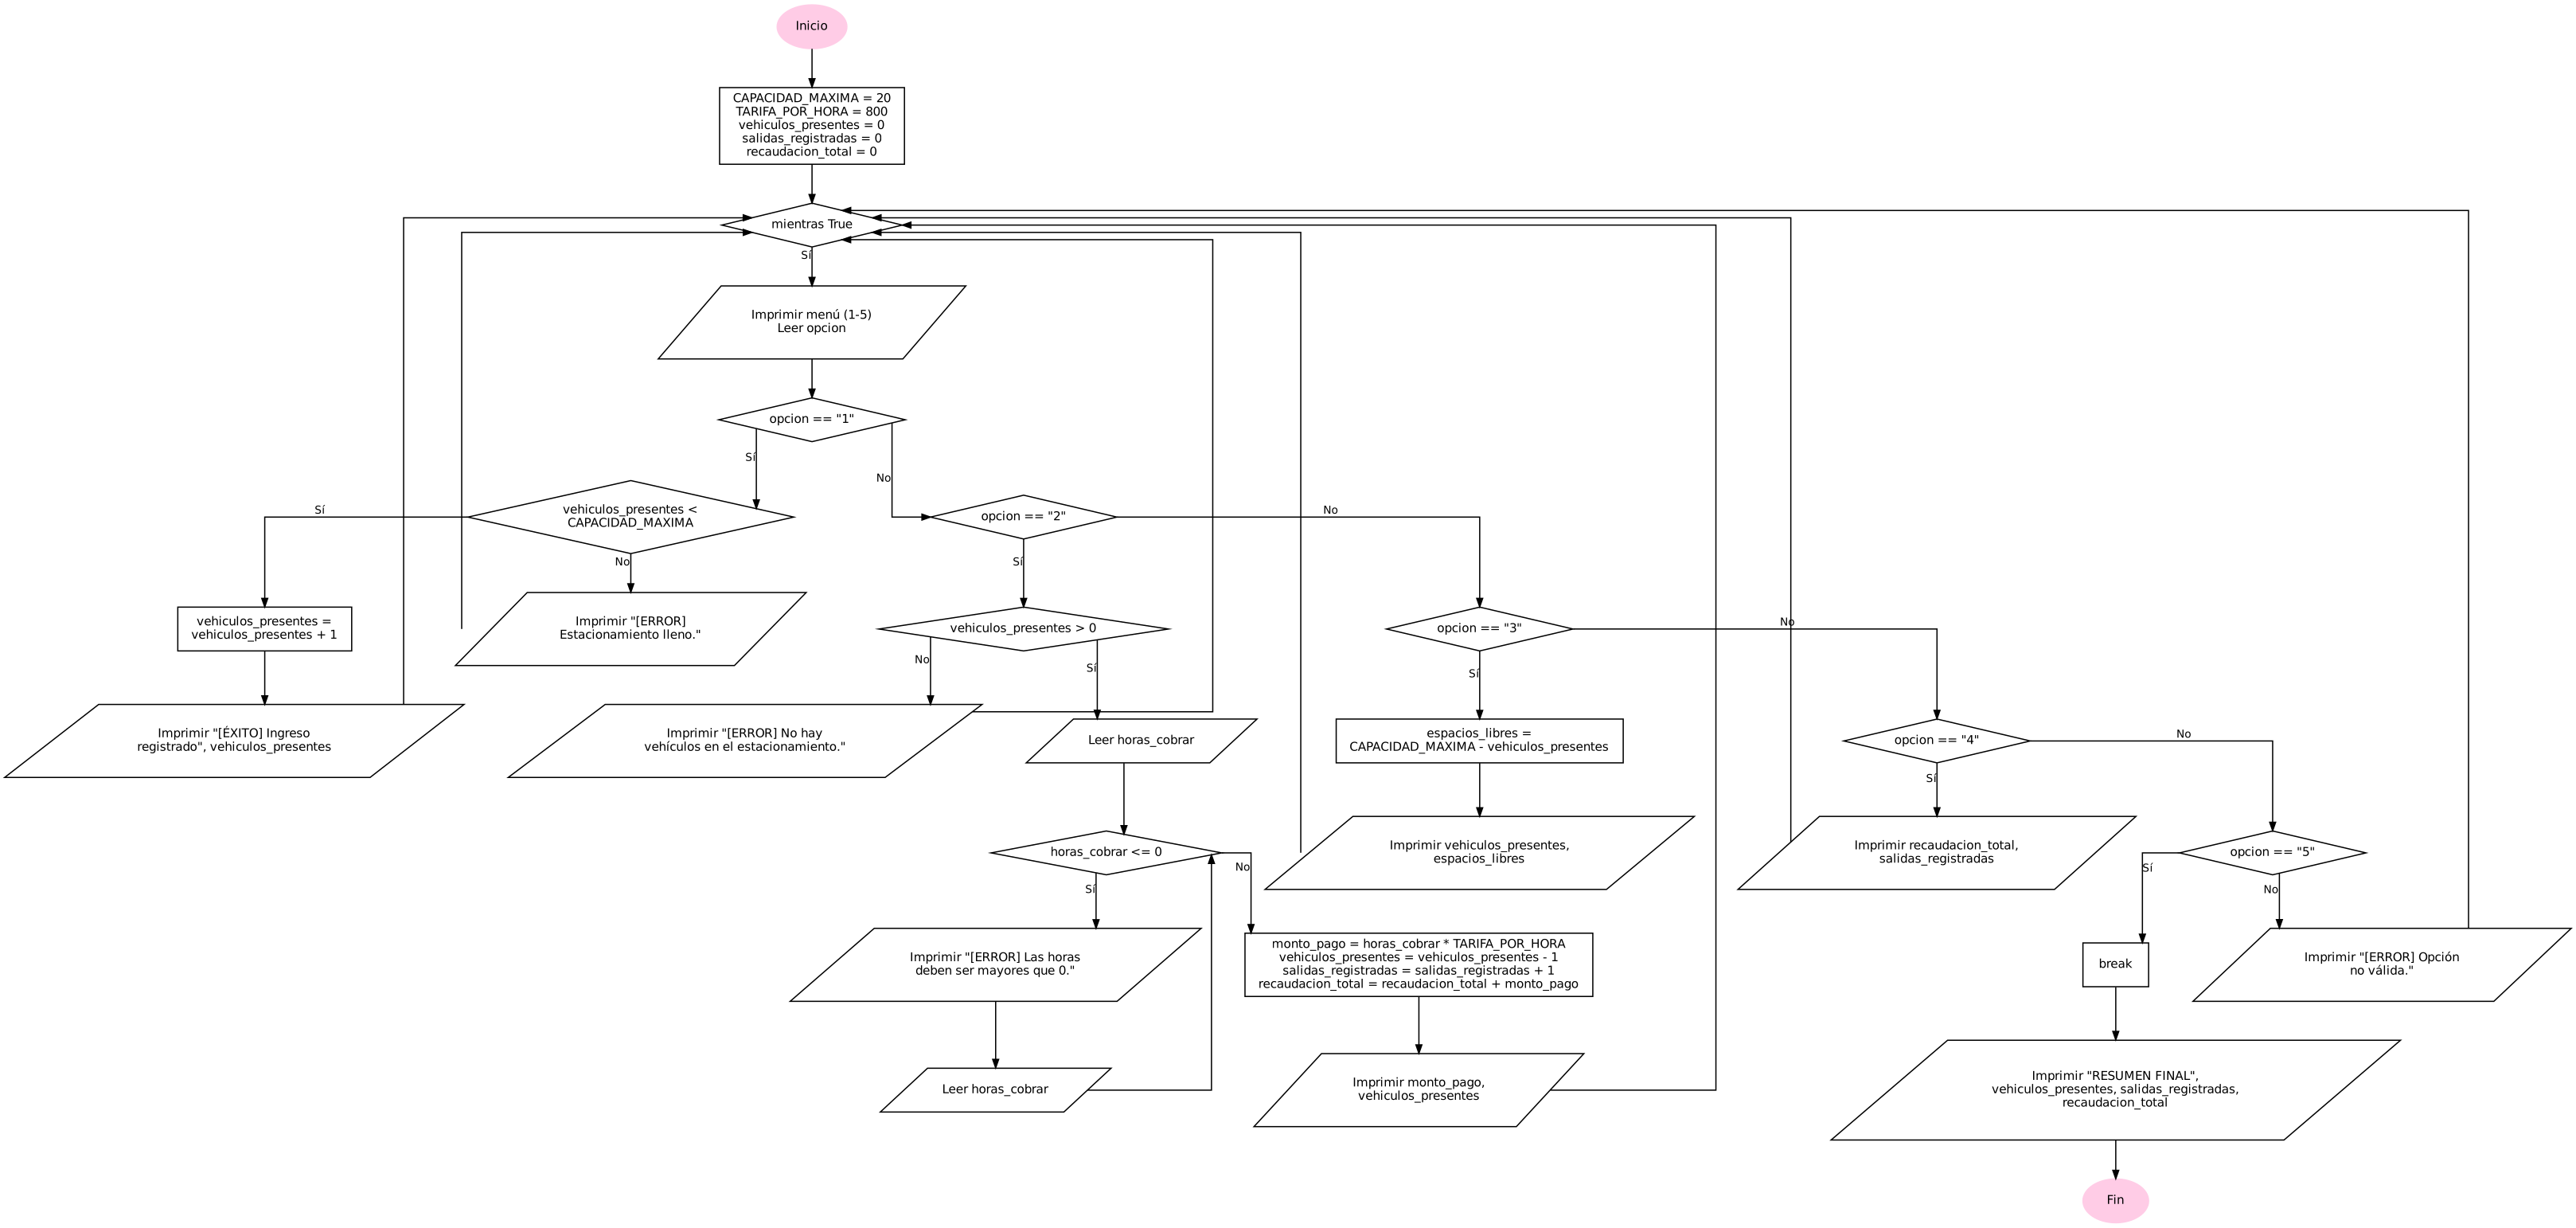 Inicio
CAPACIDAD_MAXIMA = 20
TARIFA_POR_HORA = 800
vehiculos_presentes = 0
salidas_registradas = 0
recaudacion_total = 0
mientras True
Sí
Imprimir menú (1-5)
Leer opcion
opcion == "1"
Sí
No
vehiculos_presentes <
CAPACIDAD_MAXIMA
Sí
No
opcion == "2"
No
Sí
vehiculos_presentes =
vehiculos_presentes + 1
Imprimir "[ERROR]
Estacionamiento lleno."
vehiculos_presentes > 0
No
Sí
opcion == "3"
No
Sí
Imprimir "[ÉXITO] Ingreso
registrado", vehiculos_presentes
Imprimir "[ERROR] No hay
vehículos en el estacionamiento."
Leer horas_cobrar
espacios_libres =
CAPACIDAD_MAXIMA - vehiculos_presentes
opcion == "4"
No
Sí
horas_cobrar <= 0
No
Sí
Imprimir vehiculos_presentes,
espacios_libres
Imprimir recaudacion_total,
salidas_registradas
opcion == "5"
Sí
No
Imprimir "[ERROR] Las horas
deben ser mayores que 0."
monto_pago = horas_cobrar * TARIFA_POR_HORA
vehiculos_presentes = vehiculos_presentes - 1
salidas_registradas = salidas_registradas + 1
recaudacion_total = recaudacion_total + monto_pago
break
Imprimir "[ERROR] Opción
no válida."
Leer horas_cobrar
Imprimir monto_pago,
vehiculos_presentes
Imprimir "RESUMEN FINAL",
vehiculos_presentes, salidas_registradas,
recaudacion_total
Fin